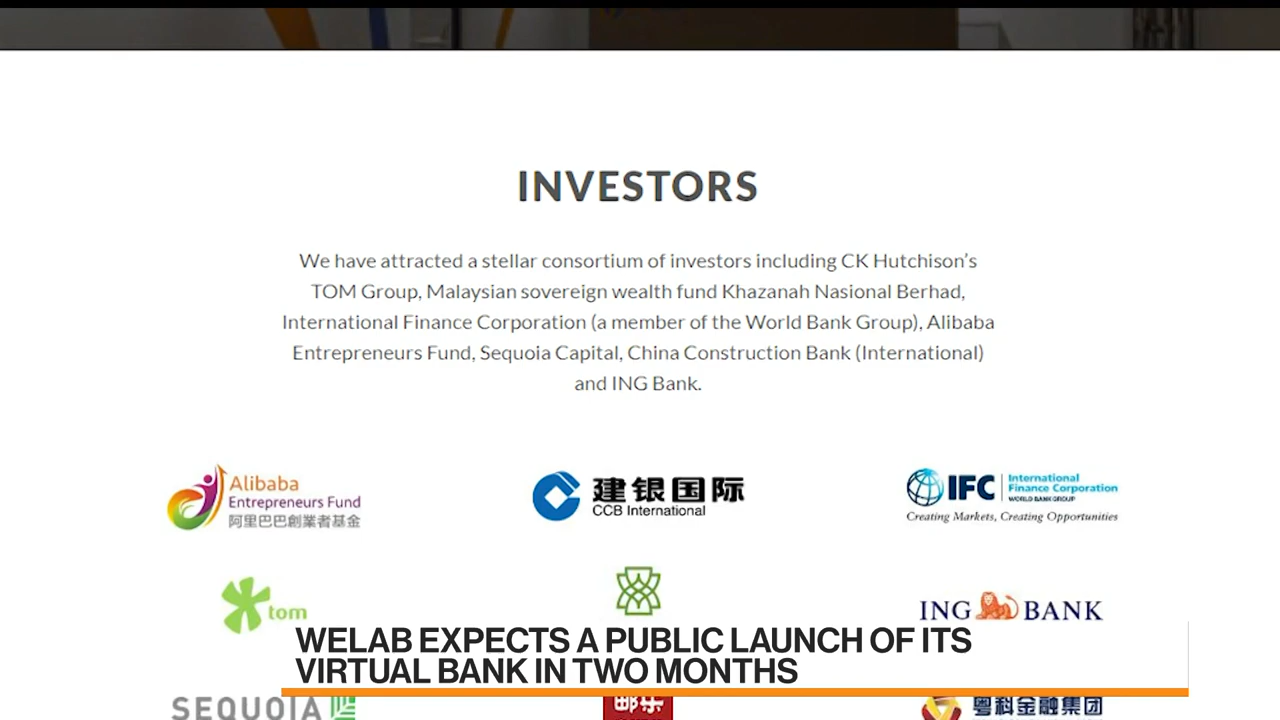 INVESTORS
We have attracted a stellar consortium of investors including CK Hutchison's
TOM Group, Malaysian sovereign wealth fund Khazanah Nasional Berhad,
International Finance Corporation (a member of the World Bank Group), Alibaba
Entrepreneurs Fund, Sequoia Capital, China Construction Bank (International)
and ING Bank.
Alibaba
Entrepreneurs Fund
阿里巴巴創業者基金
建银国际
CCB International
IFC
International
Finance Corporation
WORLD BANK GROUP
Creating Markets, Creating Opportunities
tom
ING BANK
WELAB EXPECTS A PUBLIC LAUNCH OF ITS
VIRTUAL BANK IN TWO MONTHS
SEQUOIA
邮乐
粤科金融集团